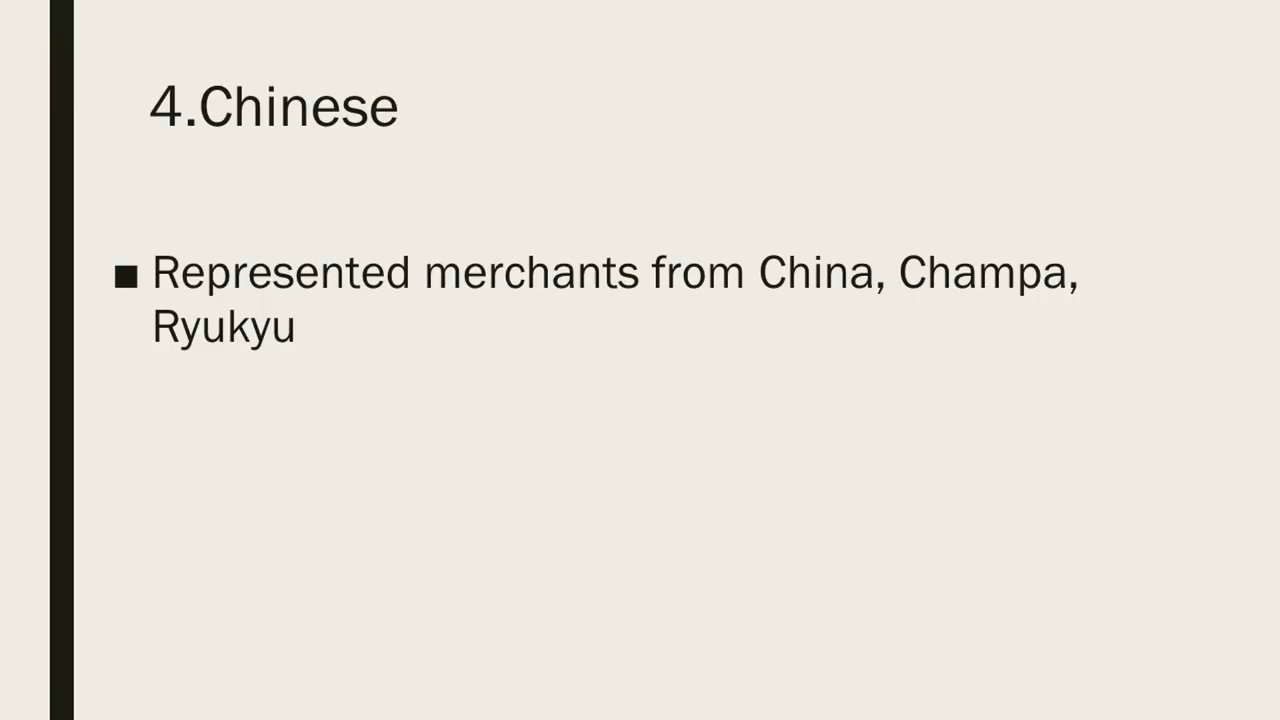 4.Chinese
■ Represented merchants from China, Champa,
Ryukyu